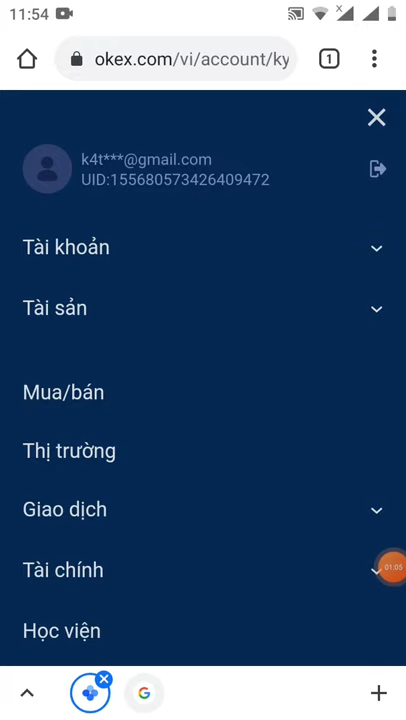 11:54
okex.com/vi/account/ky
1
k4t***@gmail.com
UID:155680573426409472
Tài khoản
Tài sản
Mua/bán
Thị trường
Giao dịch
Tài chính
01:05
Học viện